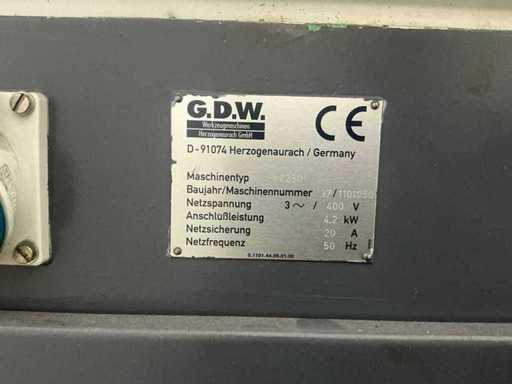 G.D.W.
Werkzeugmaschinen
Herzogenaurach GmbH
CE
D-91074 Herzogenaurach / Germany
Maschinentyp
Baujahr/Maschinennummer
Netzspannung 3~/ 400 V
Anschlußleistung 4,2 kW
Netzsicherung 20 A
Netzfrequenz 50 Hz